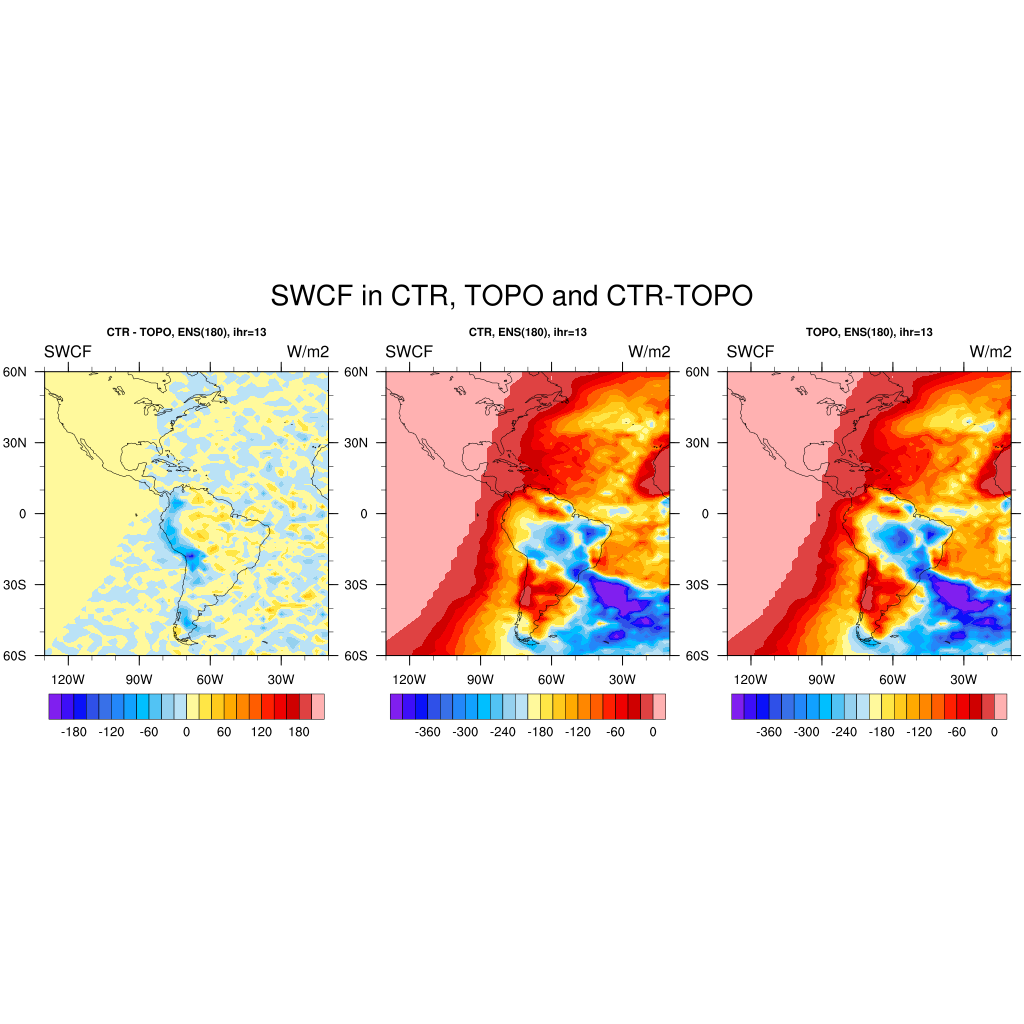 SWCF in CTR, TOPO and CTR-TOPO
CTR - TOPO, ENS(180), ihr=13
SWCF W/m2
60N
30N
0
30S
60S
120W 90W 60W 30W
-180 -120 -60 0 60 120 180
CTR, ENS(180), ihr=13
SWCF W/m2
60N
30N
0
30S
60S
120W 90W 60W 30W
-360 -300 -240 -180 -120 -60 0
TOPO, ENS(180), ihr=13
SWCF W/m2
60N
30N
0
30S
60S
120W 90W 60W 30W
-360 -300 -240 -180 -120 -60 0